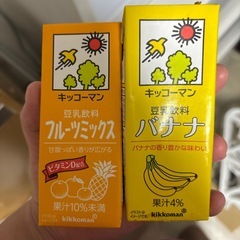 キッコーマン
豆乳飲料
フルーツミックス
甘酸っぱい香りが広がる
ビタミンD配合
果汁10%未満
kikkoman
キッコーマン
豆乳飲料
バナナ
バナナの香り豊かな味わい
果汁4%
kikkoman